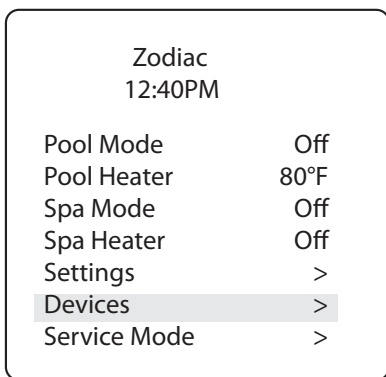 Zodiac
12:40PM
Pool Mode Off
Pool Heater 80°F
Spa Mode Off
Spa Heater Off
Settings >
Devices >
Service Mode >